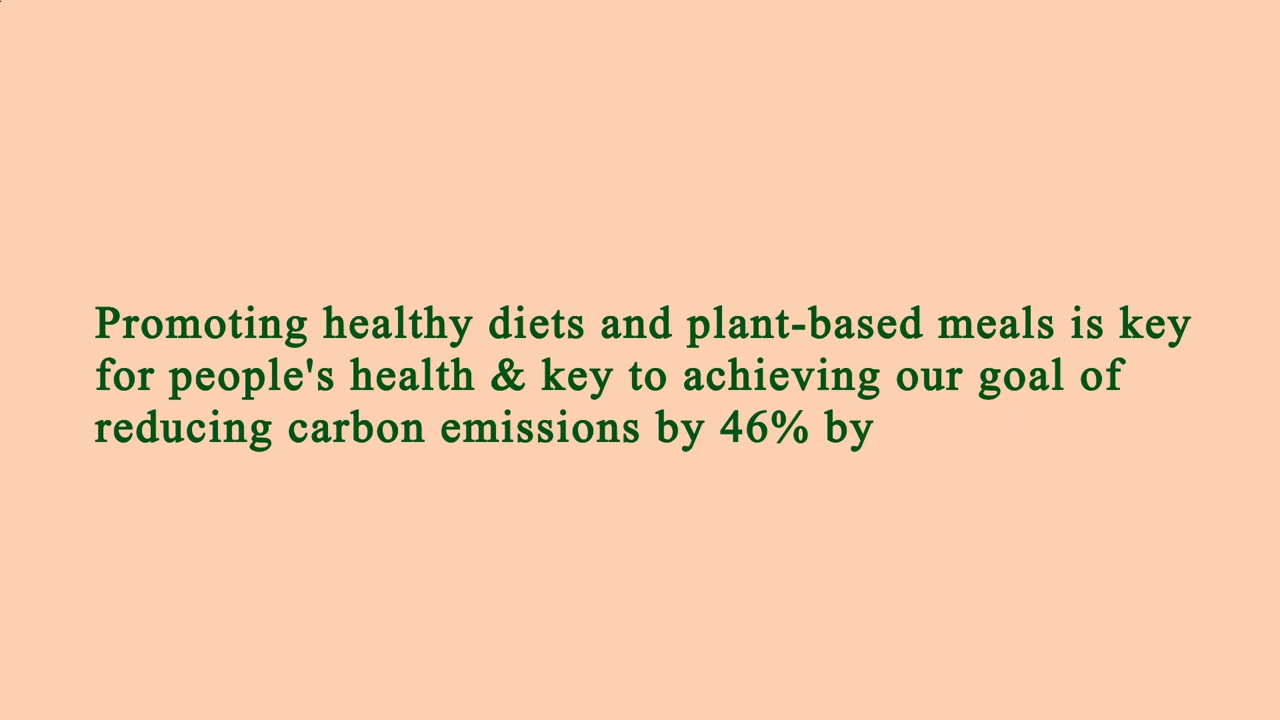 Promoting healthy diets and plant-based meals is key
for people's health & key to achieving our goal of
reducing carbon emissions by 46% by